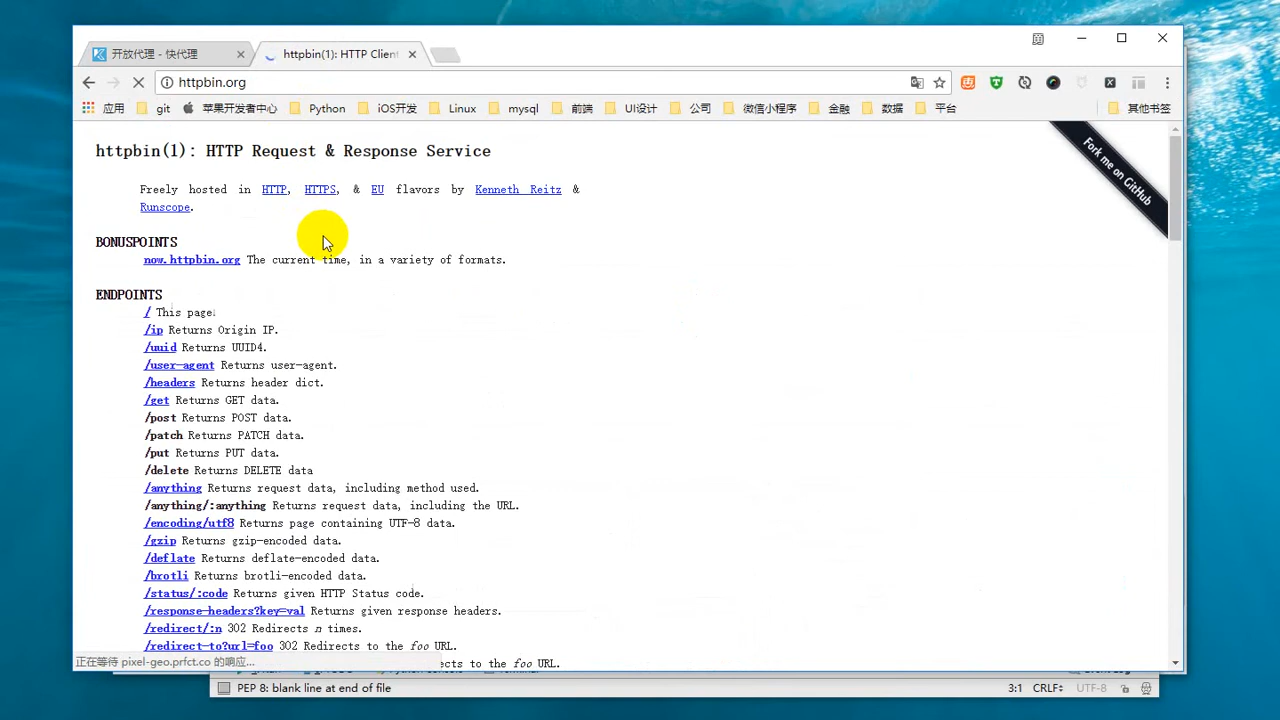 开放代理 - 快代理
httpbin(1): HTTP Client
httpbin.org
应用 git 苹果开发者中心 Python iOS开发 Linux mysql 前端 UI设计 公司 微信小程序 金融 数据 平台 其他书签
Fork me on GitHub
httpbin(1): HTTP Request & Response Service
Freely hosted in HTTP, HTTPS, & EU flavors by Kenneth Reitz &
Runscope.
BONUSPOINTS
now.httpbin.org The current time, in a variety of formats.
ENDPOINTS
/ This page.
/ip Returns Origin IP.
/uuid Returns UUID4.
/user-agent Returns user-agent.
/headers Returns header dict.
/get Returns GET data.
/post Returns POST data.
/patch Returns PATCH data.
/put Returns PUT data.
/delete Returns DELETE data
/anything Returns request data, including method used.
/anything/:anything Returns request data, including the URL.
/encoding/utf8 Returns page containing UTF-8 data.
/gzip Returns gzip-encoded data.
/deflate Returns deflate-encoded data.
/brotli Returns brotli-encoded data.
/status/:code Returns given HTTP Status code.
/response-headers?key=val Returns given response headers.
/redirect/:n 302 Redirects n times.
/redirect-to?url=foo 302 Redirects to the foo URL.
to the foo URL.
正在等待 pixel-geo.prfct.co 的响应...
PEP 8: blank line at end of file 3:1 CRLF UTF-8